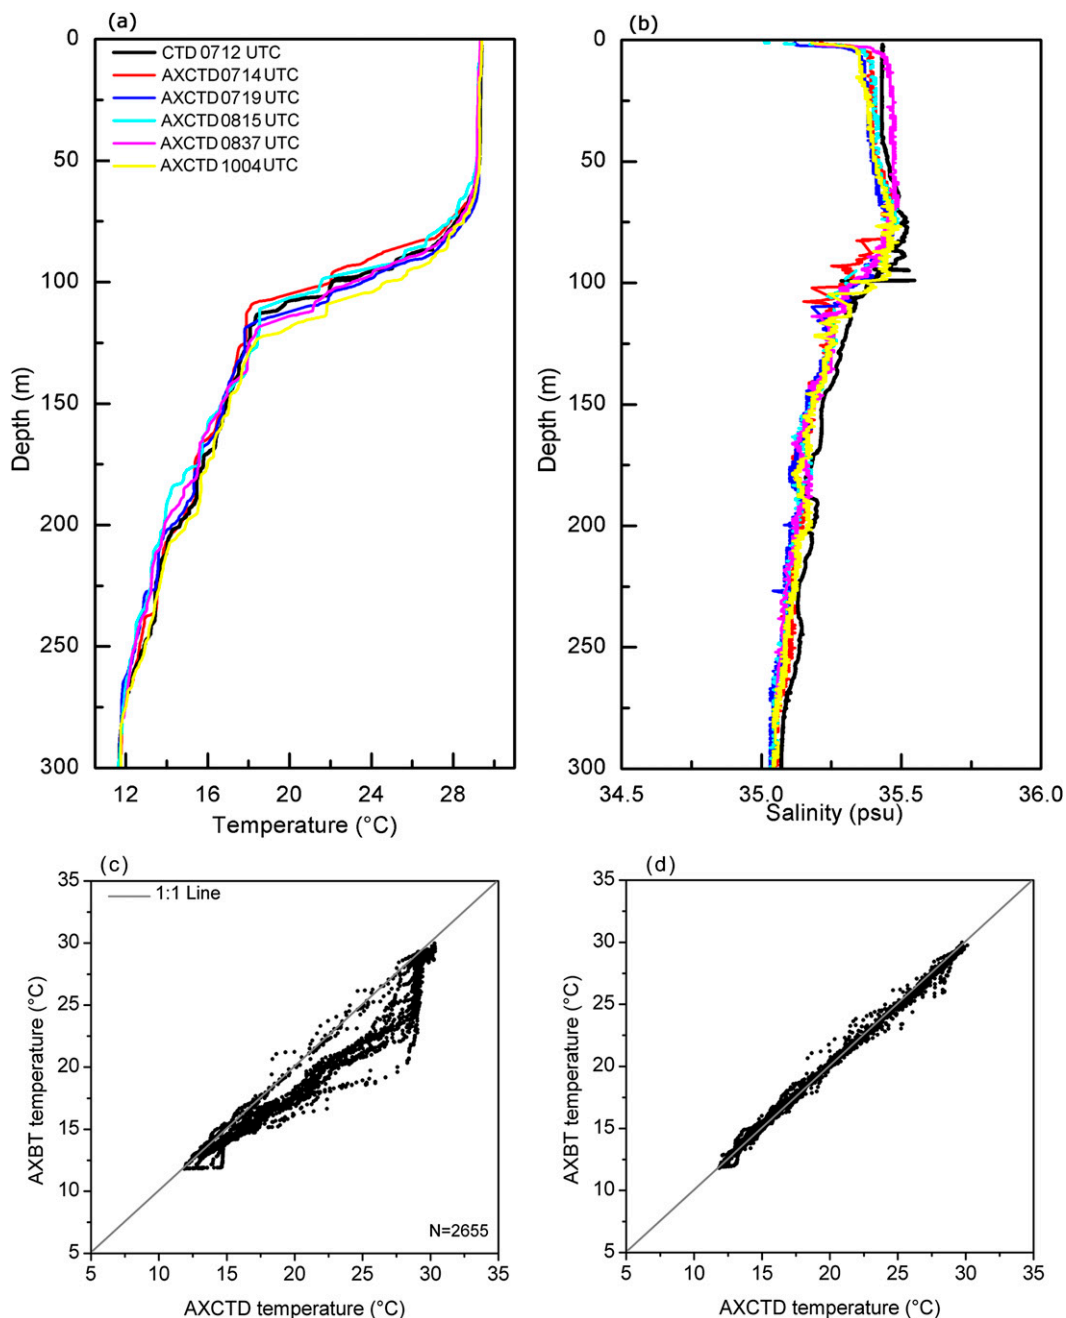 (a)
0
CTD 0712 UTC
AXCTD 0714 UTC
AXCTD 0719 UTC
AXCTD 0815 UTC
AXCTD 0837 UTC
AXCTD 1004 UTC
50
100
150
200
250
300
Depth (m)
12 16 20 24 28
Temperature (°C)
(b)
0
50
100
150
200
250
300
Depth (m)
34.5 35.0 35.5 36.0
Salinity (psu)
(c)
1:1 Line
35
30
25
20
15
10
5
AXBT temperature (°C)
N=2655
5 10 15 20 25 30 35
AXCTD temperature (°C)
(d)
35
30
25
20
15
10
5
AXBT temperature (°C)
5 10 15 20 25 30 35
AXCTD temperature (°C)